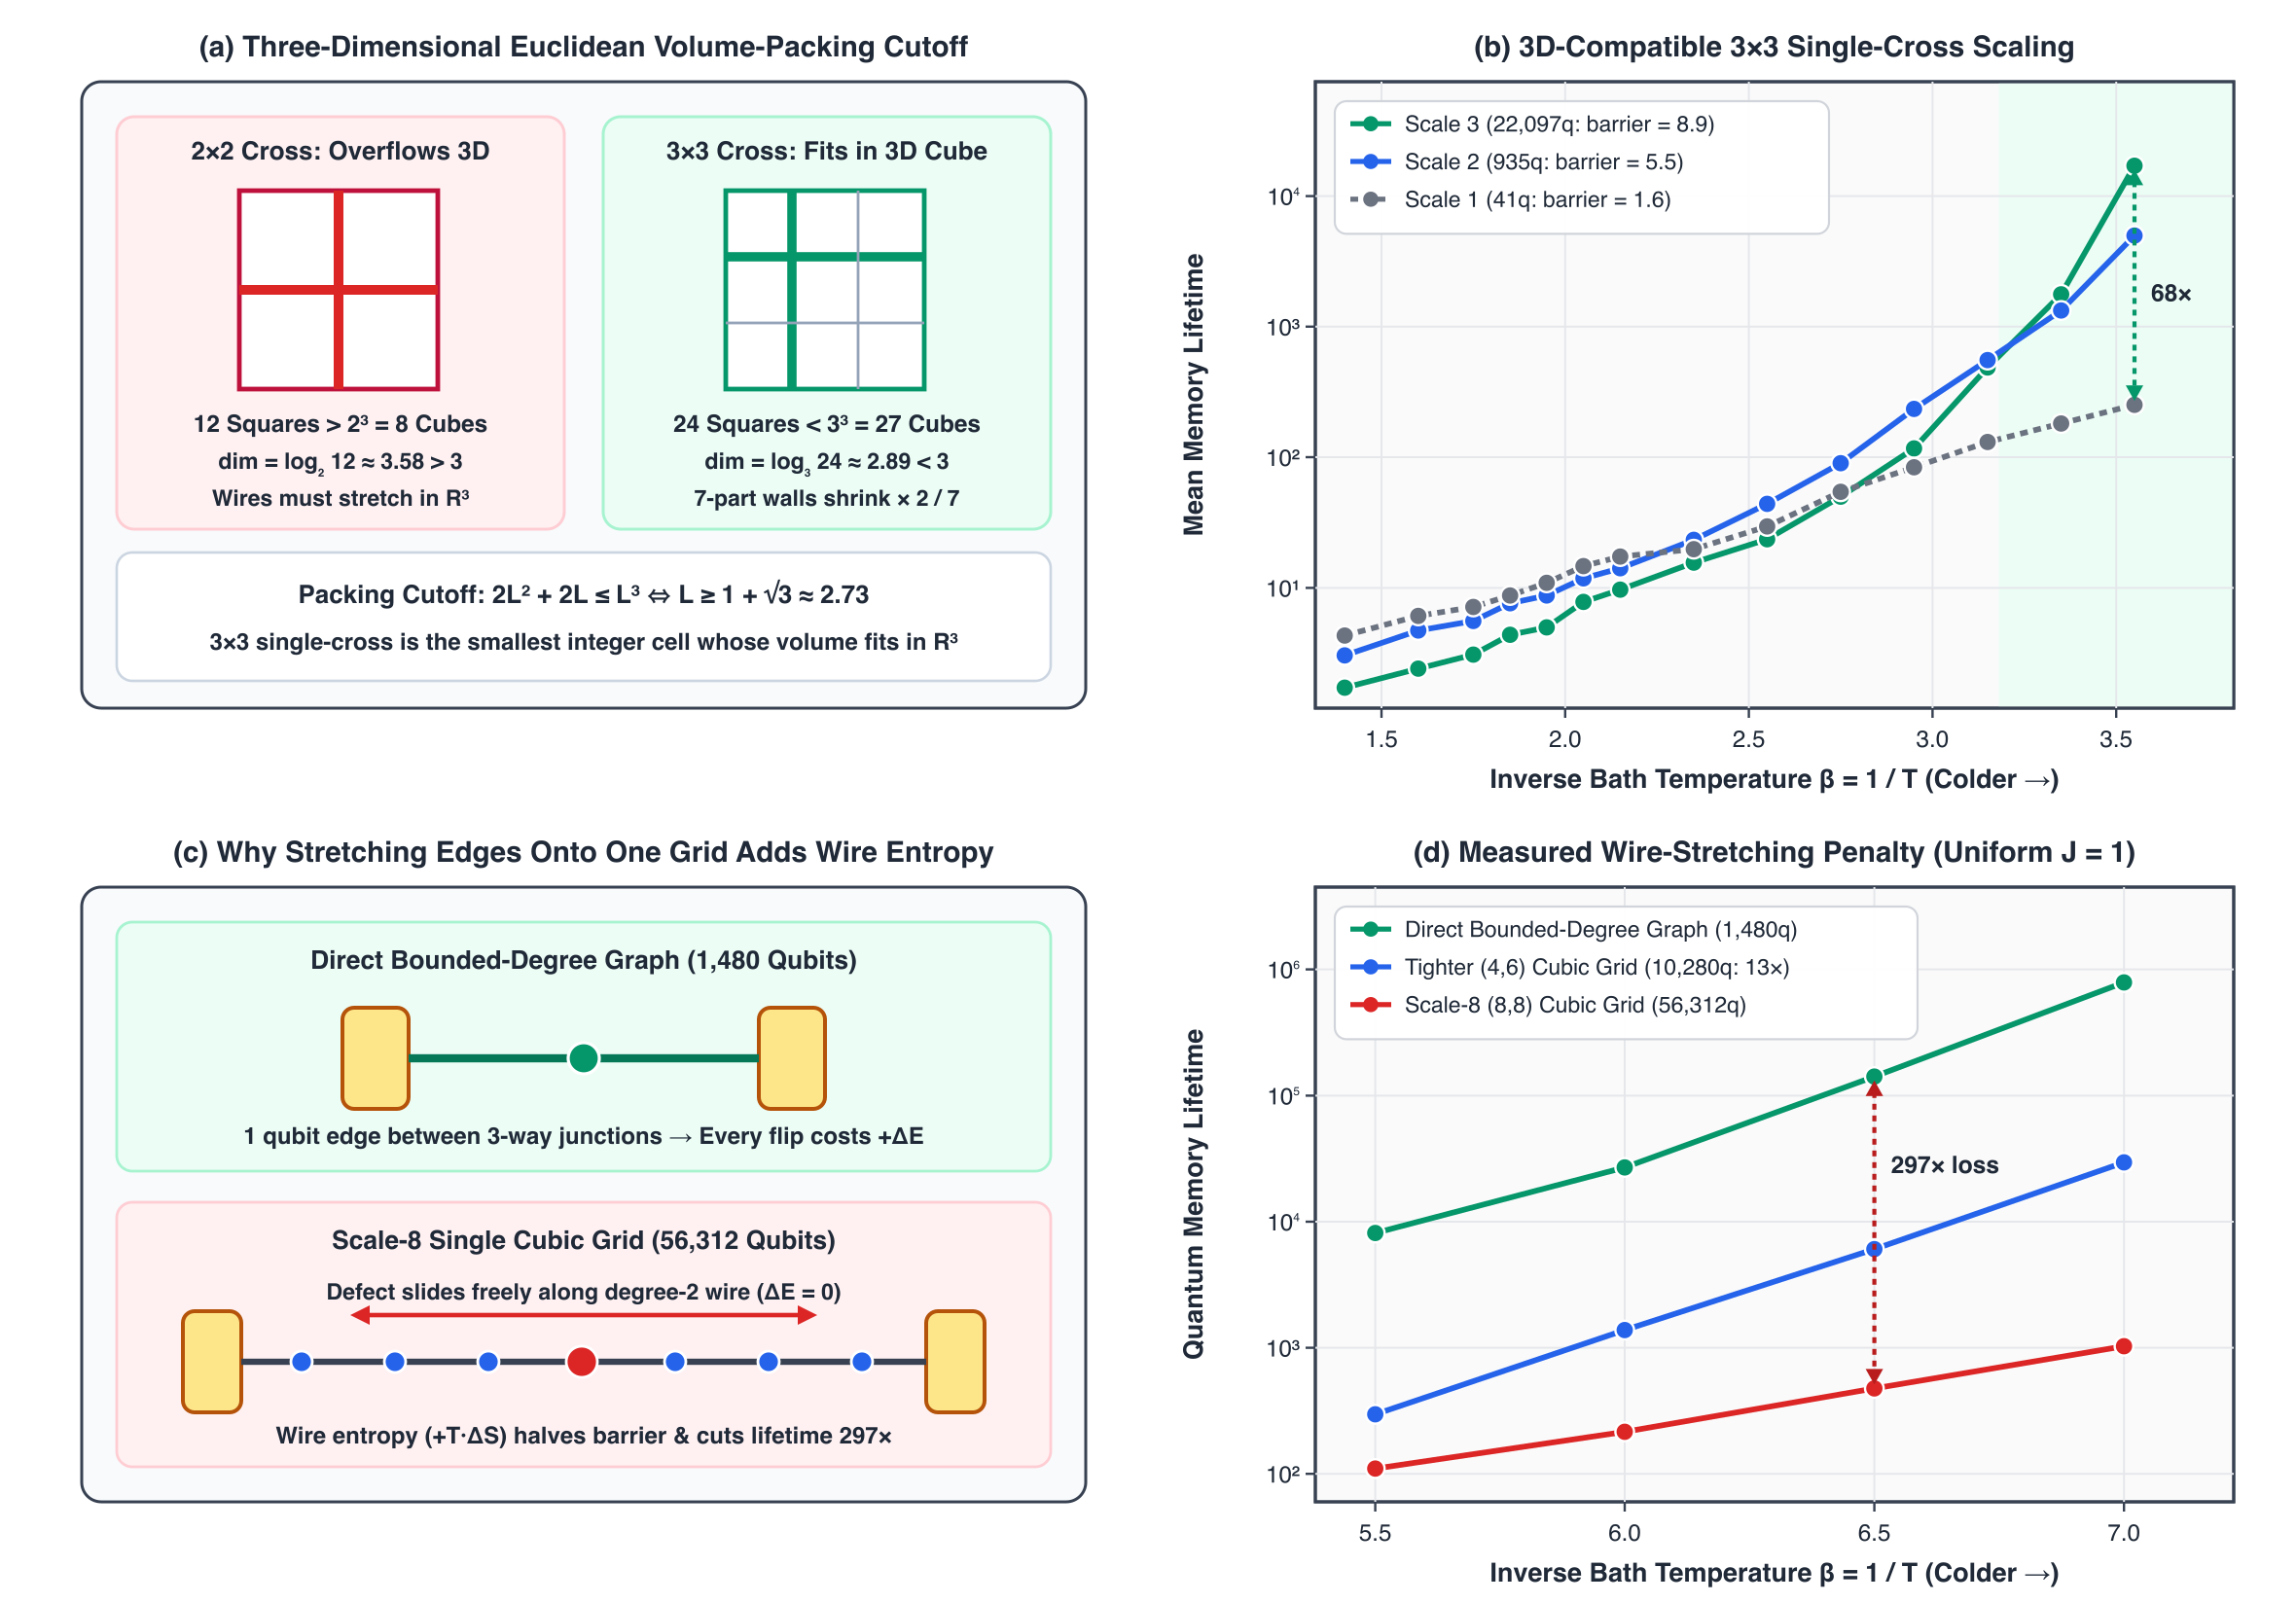 (a) Three-Dimensional Euclidean Volume-Packing Cutoff
2×2 Cross: Overflows 3D
12 Squares > 2³ = 8 Cubes
dim = log₂ 12 ≈ 3.58 > 3
Wires must stretch in R³
3×3 Cross: Fits in 3D Cube
24 Squares < 3³ = 27 Cubes
dim = log₃ 24 ≈ 2.89 < 3
7-part walls shrink × 2 / 7
Packing Cutoff: 2L² + 2L ≤ L³ ⇔ L ≥ 1 + √3 ≈ 2.73
3×3 single-cross is the smallest integer cell whose volume fits in R³
(b) 3D-Compatible 3×3 Single-Cross Scaling
Scale 3 (22,097q: barrier = 8.9)
Scale 2 (935q: barrier = 5.5)
Scale 1 (41q: barrier = 1.6)
Mean Memory Lifetime
10⁴
10³
10²
10¹
68×
1.5
2.0
2.5
3.0
3.5
Inverse Bath Temperature β = 1 / T (Colder →)
(c) Why Stretching Edges Onto One Grid Adds Wire Entropy
Direct Bounded-Degree Graph (1,480 Qubits)
1 qubit edge between 3-way junctions → Every flip costs +ΔE
Scale-8 Single Cubic Grid (56,312 Qubits)
Defect slides freely along degree-2 wire (ΔE = 0)
Wire entropy (+T·ΔS) halves barrier & cuts lifetime 297×
(d) Measured Wire-Stretching Penalty (Uniform J = 1)
Direct Bounded-Degree Graph (1,480q)
Tighter (4,6) Cubic Grid (10,280q: 13×)
Scale-8 (8,8) Cubic Grid (56,312q)
Quantum Memory Lifetime
10⁶
10⁵
10⁴
10³
10²
297× loss
5.5
6.0
6.5
7.0
Inverse Bath Temperature β = 1 / T (Colder →)